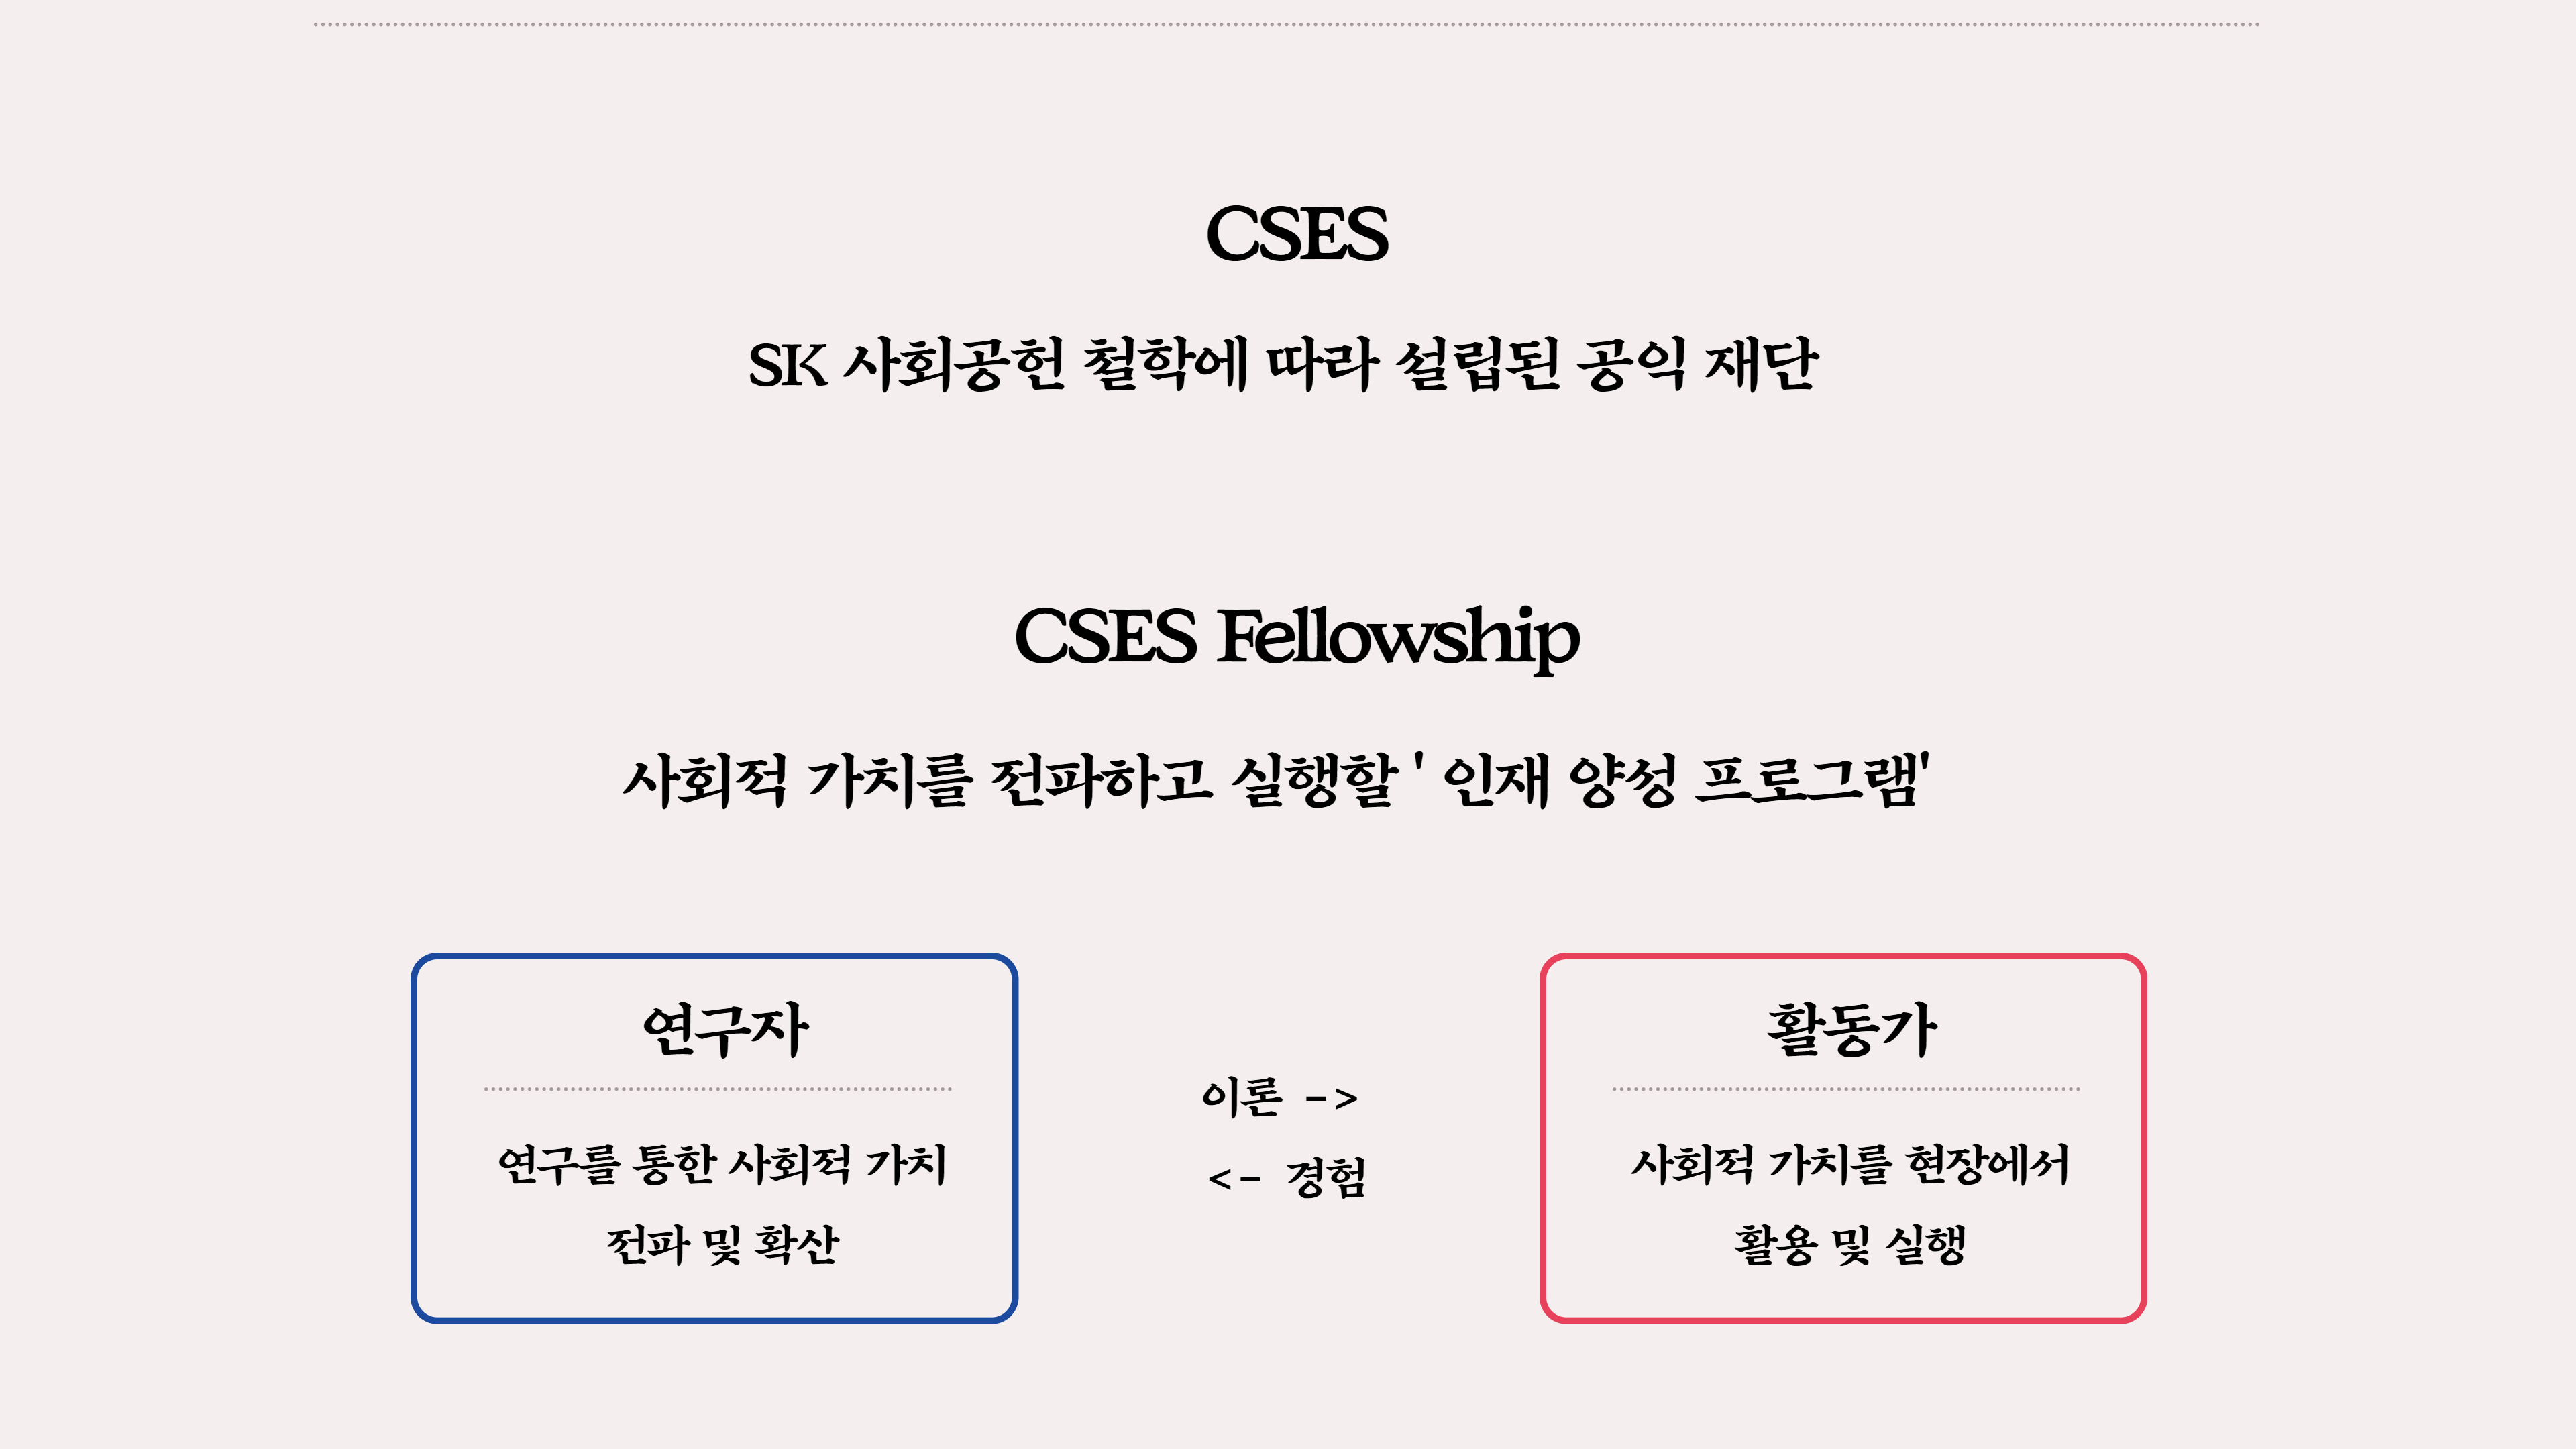 CSES
SK 사회공헌 철학에 따라 설립된 공익 재단
CSES Fellowship
사회적 가치를 전파하고 실행할 ' 인재 양성 프로그램'
연구자
연구를 통한 사회적 가치
전파 및 확산
이론 ->
<- 경험
활동가
사회적 가치를 현장에서
활용 및 실행